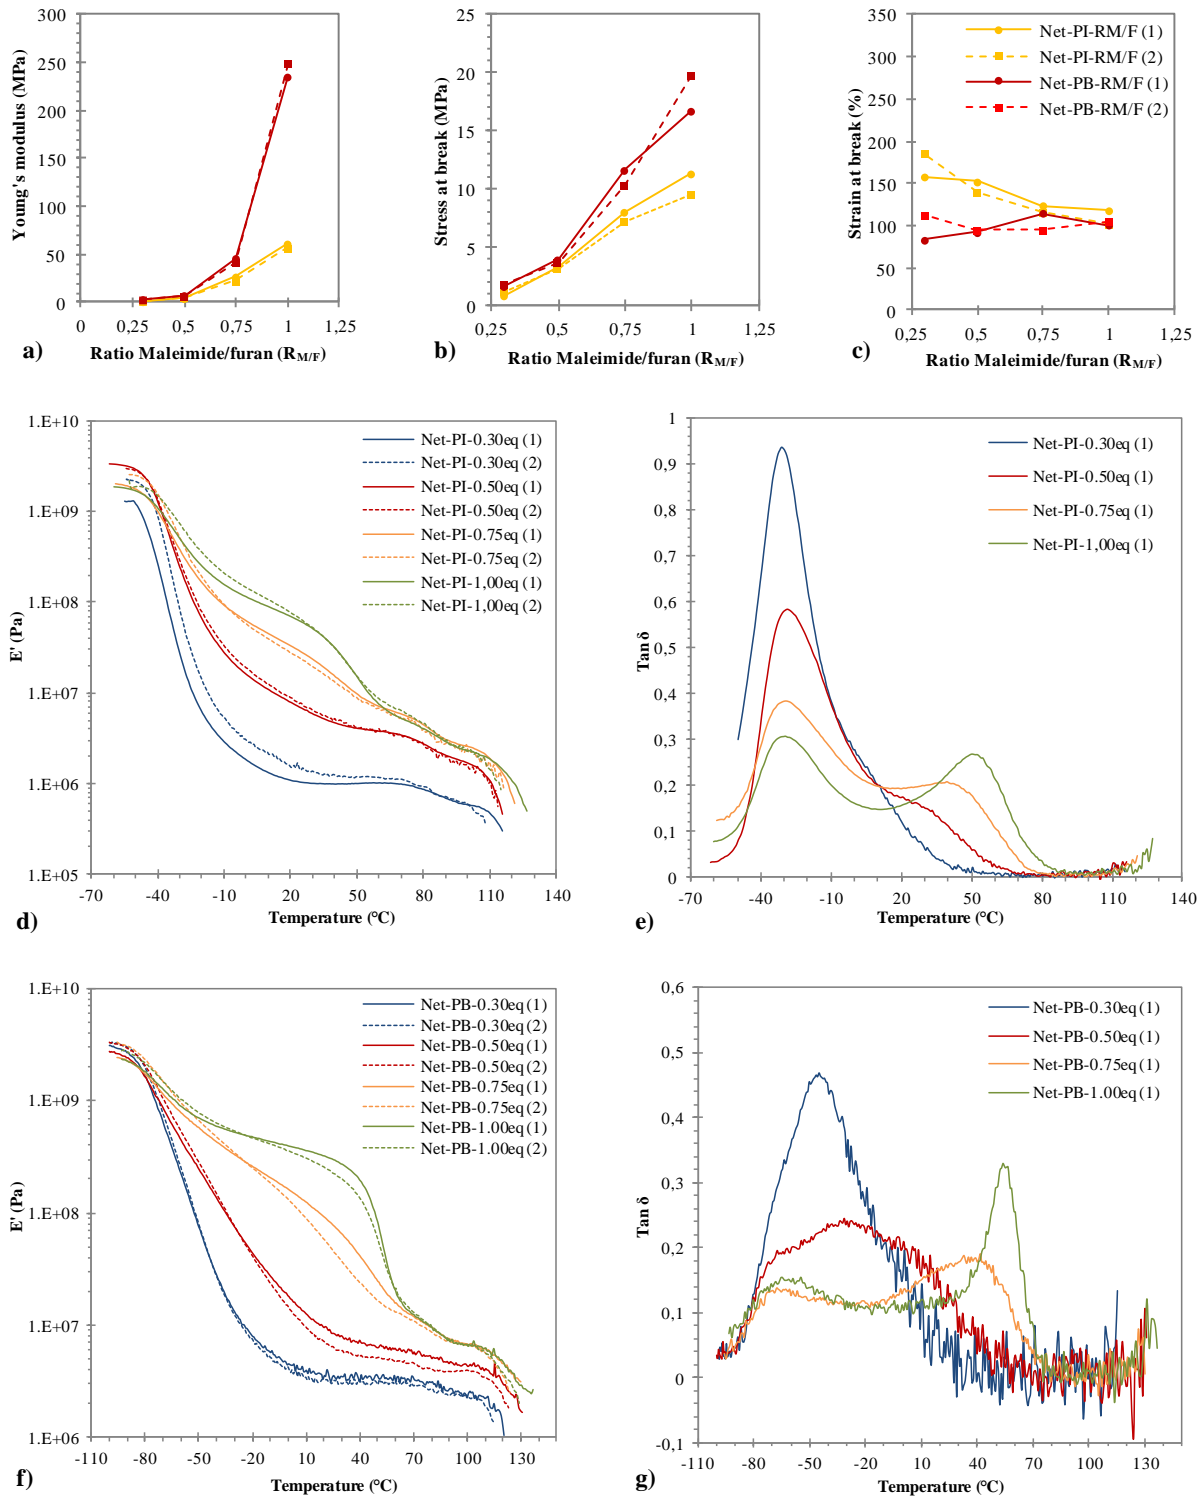 300
250
200
150
100
50
0
0
0,25
0,5
0,75
1
1,25
Young's modulus (MPa)
Ratio Maleimide/furan (RM/F)
a)
25
20
15
10
5
0
0,25
0,5
0,75
1
1,25
Stress at break (MPa)
Ratio Maleimide/furan (RM/F)
b)
350
300
250
200
150
100
50
0
0,25
0,5
0,75
1
1,25
Strain at break (%)
Ratio Maleimide/furan (RM/F)
Net-PI-RM/F (1)
Net-PI-RM/F (2)
Net-PB-RM/F (1)
Net-PB-RM/F (2)
c)
1.E+10
1.E+09
1.E+08
1.E+07
1.E+06
1.E+05
-70
-40
-10
20
50
80
110
140
E' (Pa)
Temperature (°C)
Net-PI-0.30eq (1)
Net-PI-0.30eq (2)
Net-PI-0.50eq (1)
Net-PI-0.50eq (2)
Net-PI-0.75eq (1)
Net-PI-0.75eq (2)
Net-PI-1,00eq (1)
Net-PI-1,00eq (2)
d)
1
0,9
0,8
0,7
0,6
0,5
0,4
0,3
0,2
0,1
0
-70
-40
-10
20
50
80
110
140
Tan δ
Temperature (°C)
Net-PI-0.30eq (1)
Net-PI-0.50eq (1)
Net-PI-0.75eq (1)
Net-PI-1,00eq (1)
e)
1.E+10
1.E+09
1.E+08
1.E+07
1.E+06
-110
-80
-50
-20
10
40
70
100
130
E' (Pa)
Temperature (°C)
Net-PB-0.30eq (1)
Net-PB-0.30eq (2)
Net-PB-0.50eq (1)
Net-PB-0.50eq (2)
Net-PB-0.75eq (1)
Net-PB-0.75eq (2)
Net-PB-1.00eq (1)
Net-PB-1.00eq (2)
f)
0,6
0,5
0,4
0,3
0,2
0,1
0
-0,1
-110
-80
-50
-20
10
40
70
100
130
Tan δ
Temperature (°C)
Net-PB-0.30eq (1)
Net-PB-0.50eq (1)
Net-PB-0.75eq (1)
Net-PB-1.00eq (1)
g)